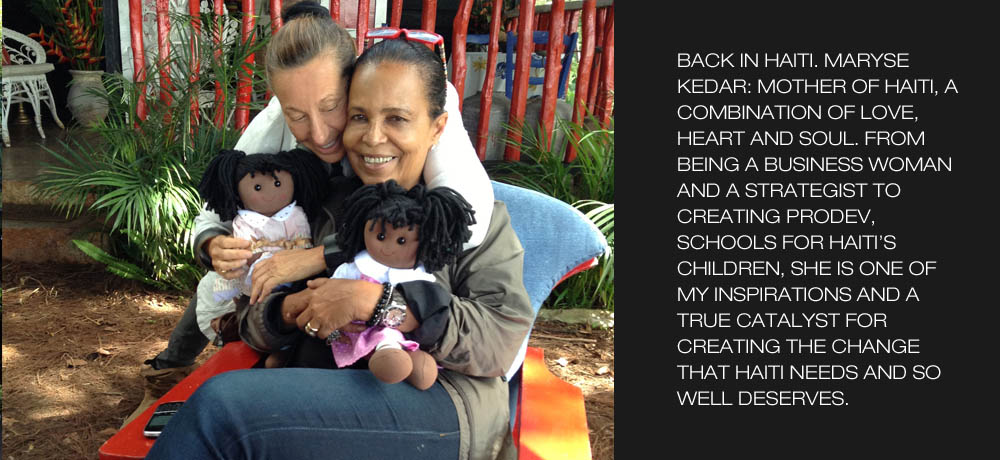 BACK IN HAITI. MARYSE
KEDAR: MOTHER OF HAITI, A
COMBINATION OF LOVE,
HEART AND SOUL. FROM
BEING A BUSINESS WOMAN
AND A STRATEGIST TO
CREATING PRODEV,
SCHOOLS FOR HAITI’S
CHILDREN, SHE IS ONE OF
MY INSPIRATIONS AND A
TRUE CATALYST FOR
CREATING THE CHANGE
THAT HAITI NEEDS AND SO
WELL DESERVES.